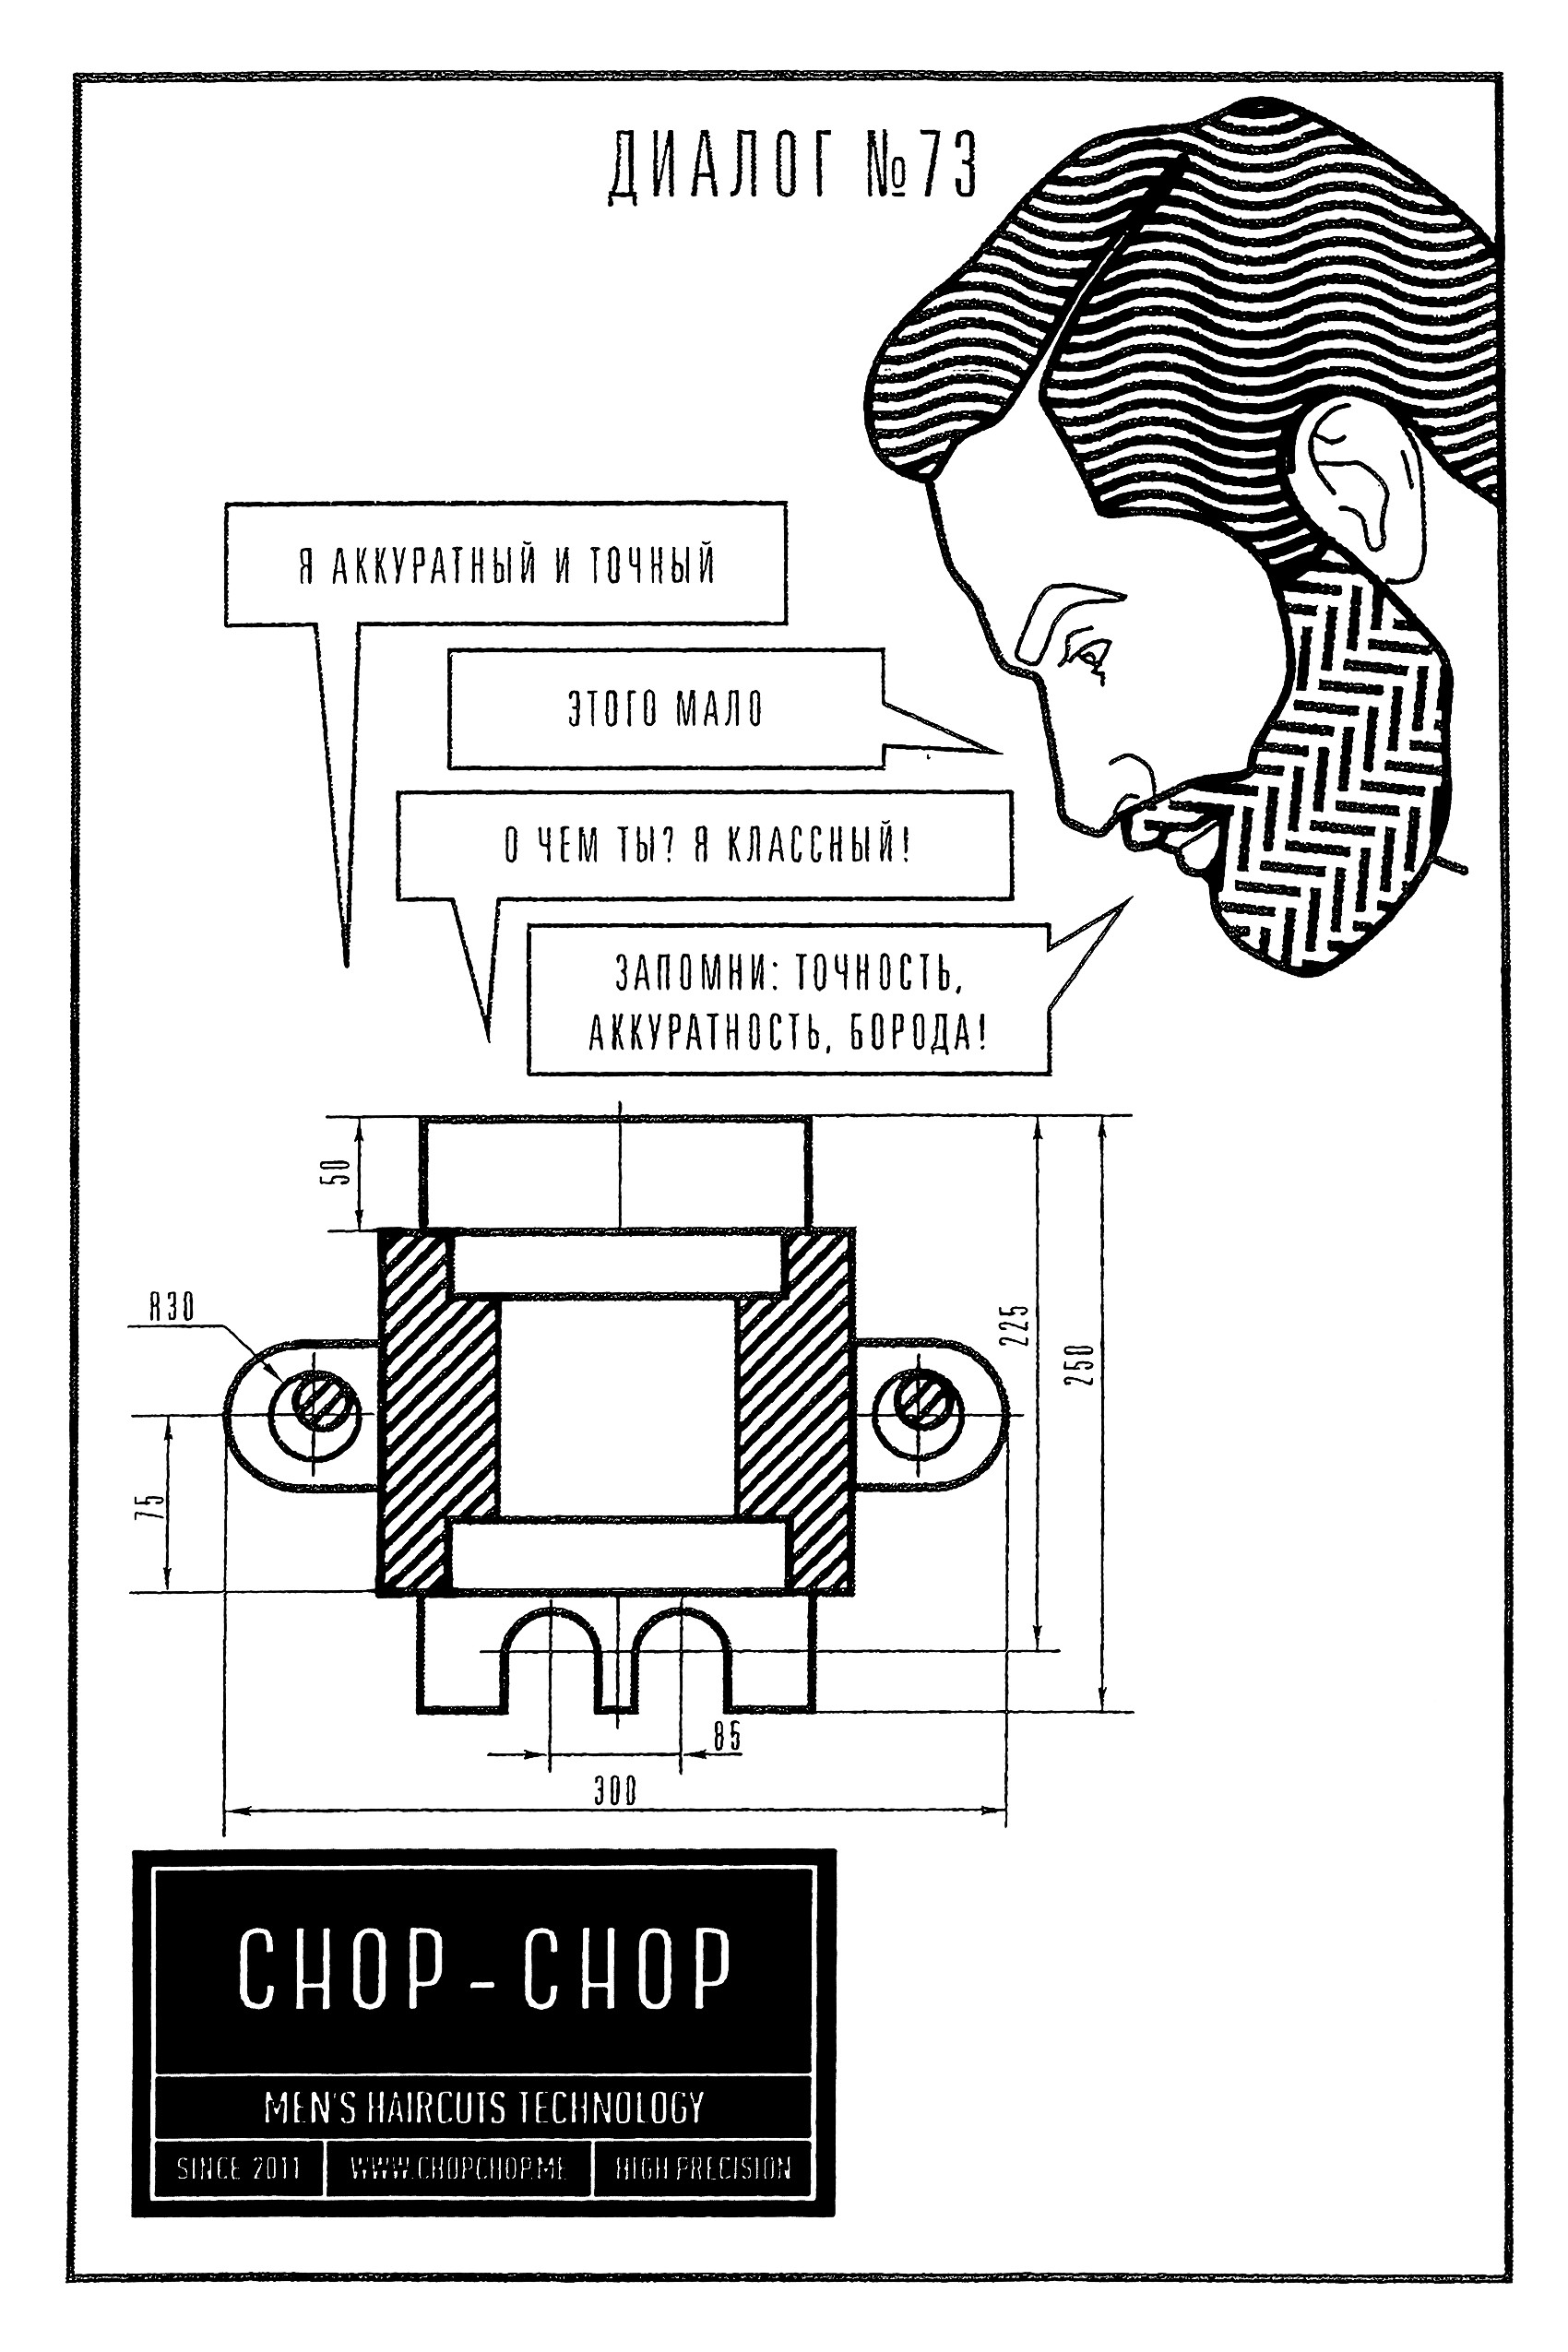 ДИАЛОГ №73
Я АККУРАТНЫЙ И ТОЧНЫЙ
ЭТОГО МАЛО
О ЧЕМ ТЫ? Я КЛАССНЫЙ!
ЗАПОМНИ: ТОЧНОСТЬ,
АККУРАТНОСТЬ, БОРОДА!
50
R30
225
250
75
85
300
CHOP-CHOP
MEN'S HAIRCUTS TECHNOLOGY
SINCE 2011
WWW.CHOPCHOP.ME
HIGH PRECISION